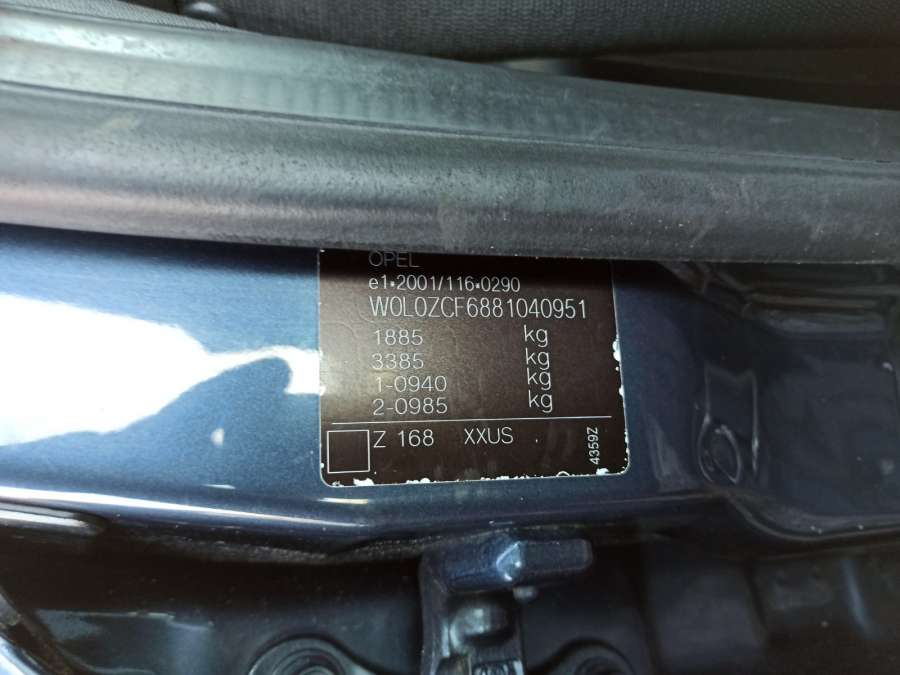 OPEL
e1•2001/116•0290
W0L0ZCF6881040951
1885 kg
3385 kg
1-0940 kg
2-0985 kg
Z 168 XXUS
4359Z